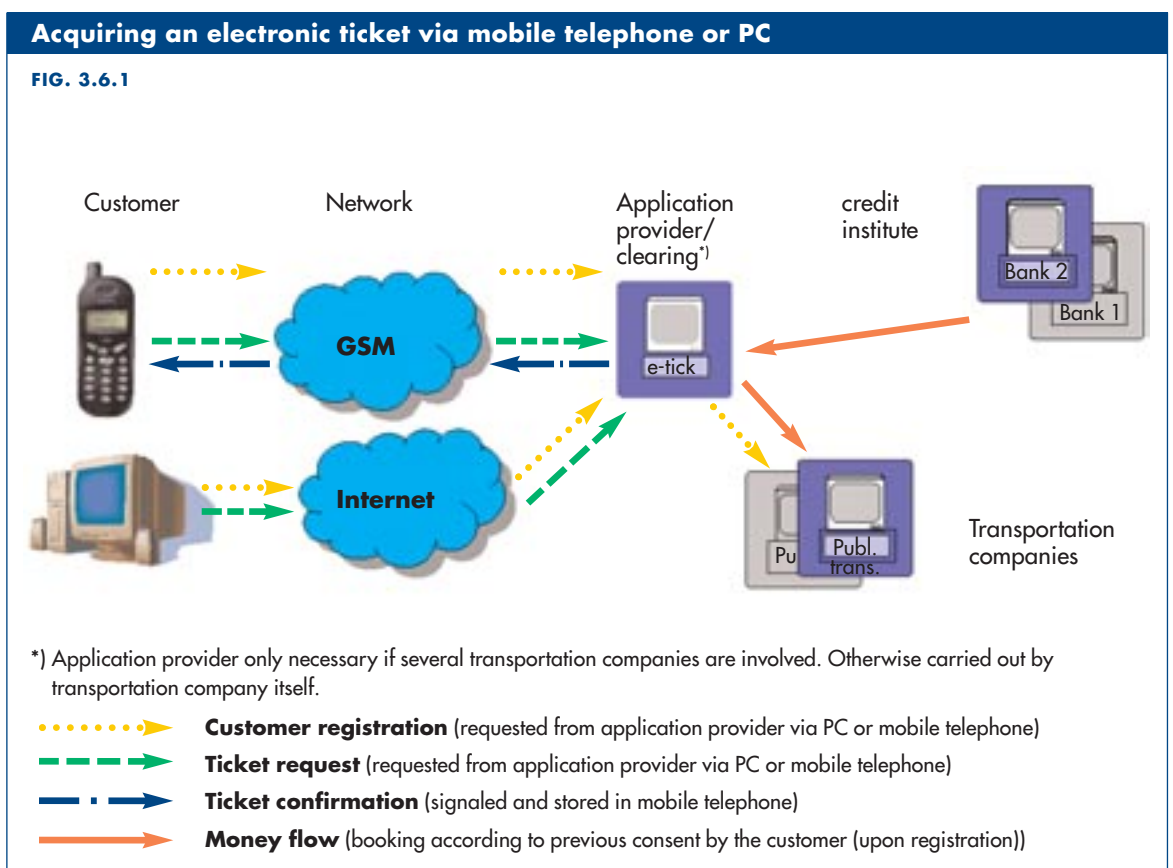 Acquiring an electronic ticket via mobile telephone or PC
FIG. 3.6.1
Customer
Network
Application
provider/
clearing*)
credit
institute
Bank 2
Bank 1
GSM
e-tick
Internet
Pu
Publ.
trans.
Transportation
companies
*) Application provider only necessary if several transportation companies are involved. Otherwise carried out by
transportation company itself.
Customer registration (requested from application provider via PC or mobile telephone)
Ticket request (requested from application provider via PC or mobile telephone)
Ticket confirmation (signaled and stored in mobile telephone)
Money flow (booking according to previous consent by the customer (upon registration))